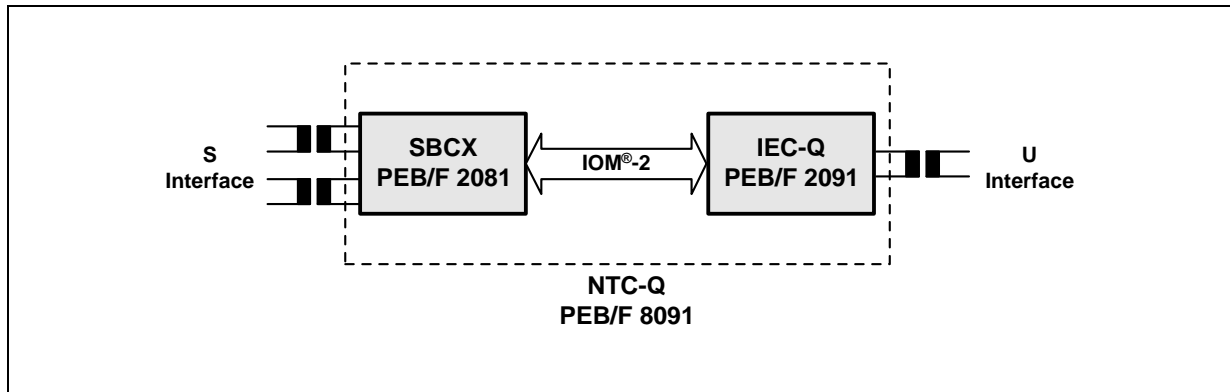 S
Interface
SBCX
PEB/F 2081
IOM®-2
IEC-Q
PEB/F 2091
U
Interface
NTC-Q
PEB/F 8091